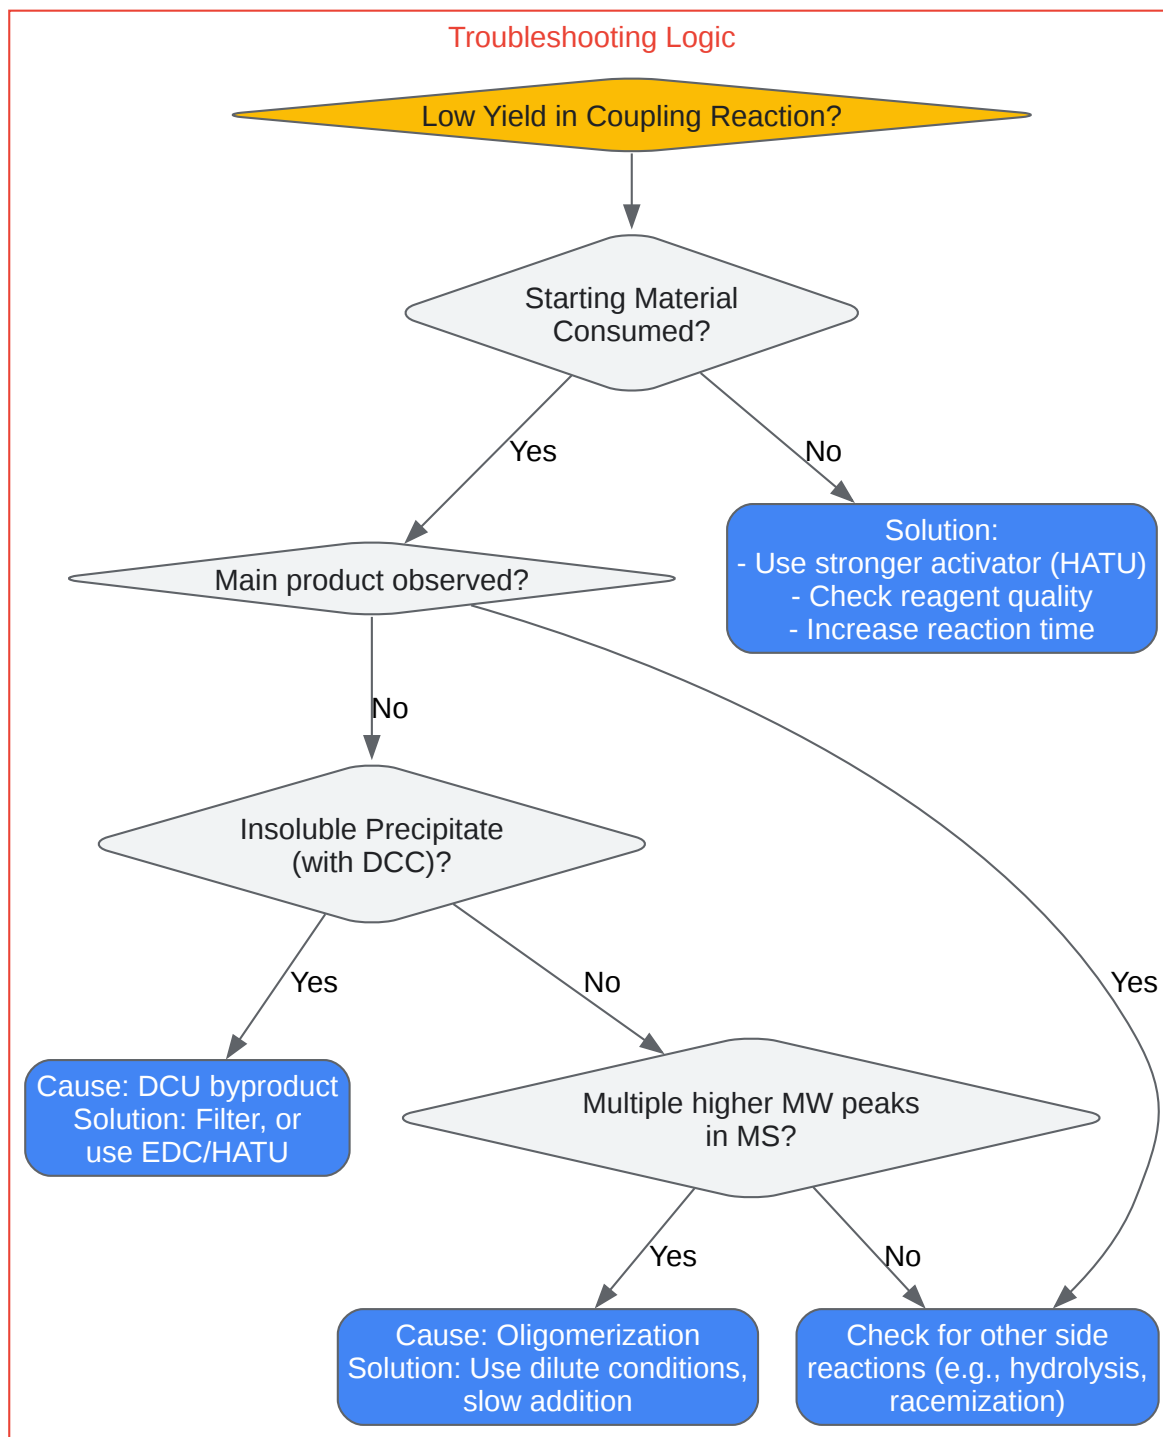 Troubleshooting Logic
Low Yield in Coupling Reaction?
Starting Material
Consumed?
Yes
No
Solution:
- Use stronger activator (HATU)
- Check reagent quality
- Increase reaction time
Main product observed?
No
Insoluble Precipitate
(with DCC)?
Yes
No
Yes
Cause: DCU byproduct
Solution: Filter, or
use EDC/HATU
Multiple higher MW peaks
in MS?
Yes
No
Cause: Oligomerization
Solution: Use dilute conditions,
slow addition
Check for other side
reactions (e.g., hydrolysis,
racemization)